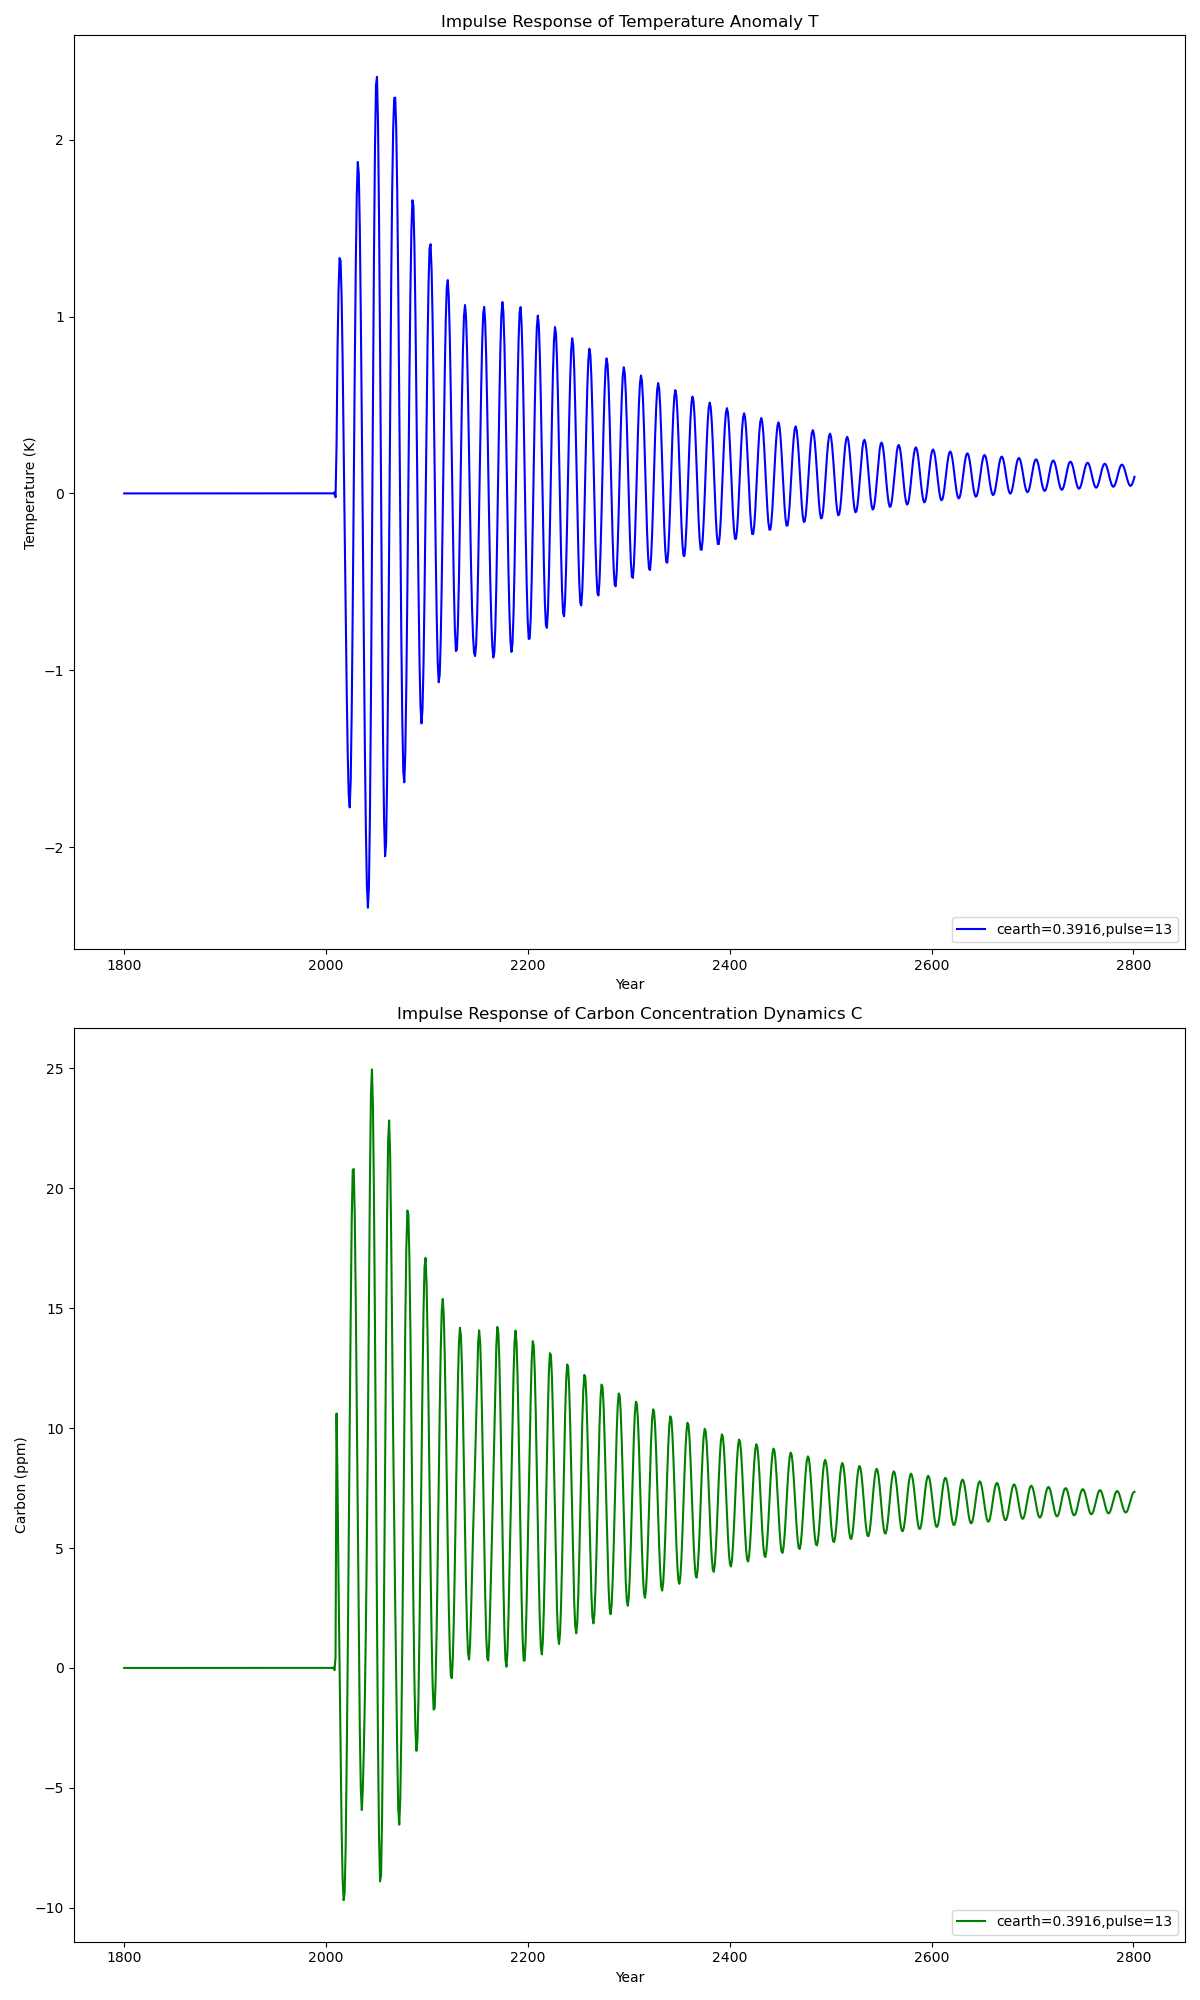 Impulse Response of Temperature Anomaly T
Temperature (K)
2
1
0
−1
−2
cearth=0.3916,pulse=13
1800 2000 2200 2400 2600 2800
Year
Impulse Response of Carbon Concentration Dynamics C
Carbon (ppm)
25
20
15
10
5
0
−5
−10
cearth=0.3916,pulse=13
1800 2000 2200 2400 2600 2800
Year